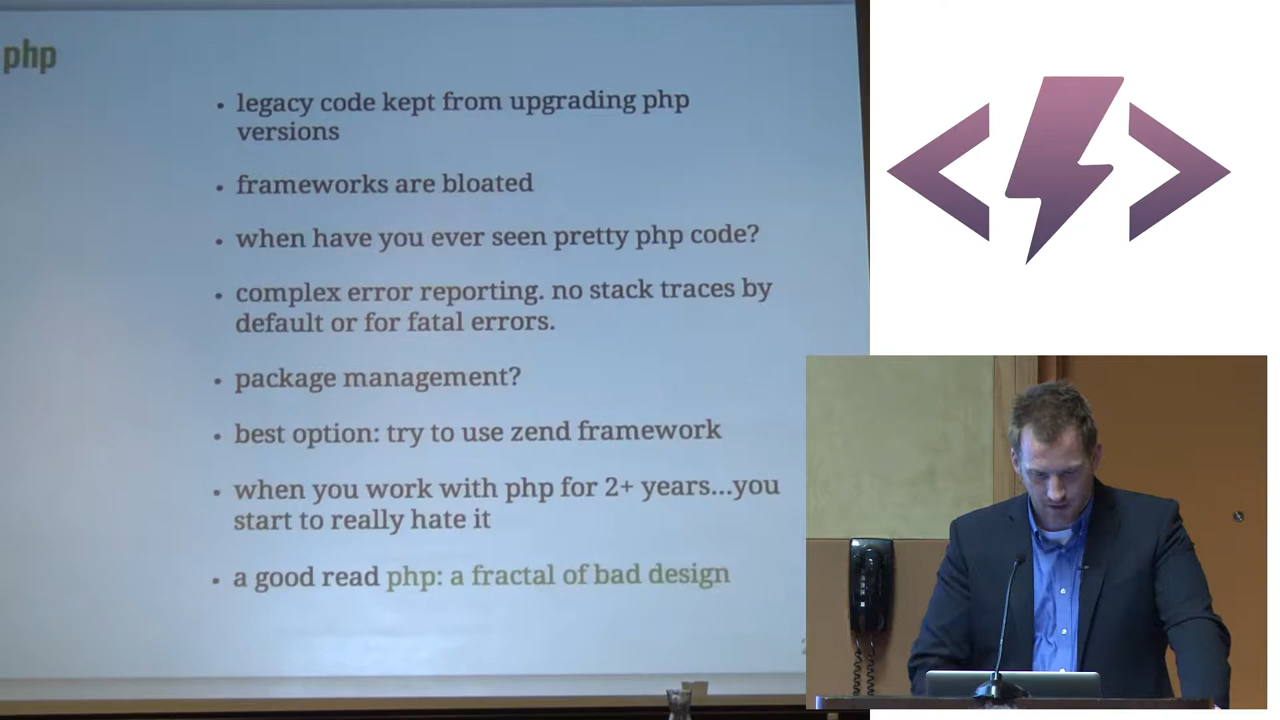 php
• legacy code kept from upgrading php
versions
• frameworks are bloated
• when have you ever seen pretty php code?
• complex error reporting. no stack traces by
default or for fatal errors.
• package management?
• best option: try to use zend framework
• when you work with php for 2+ years...you
start to really hate it
• a good read php: a fractal of bad design